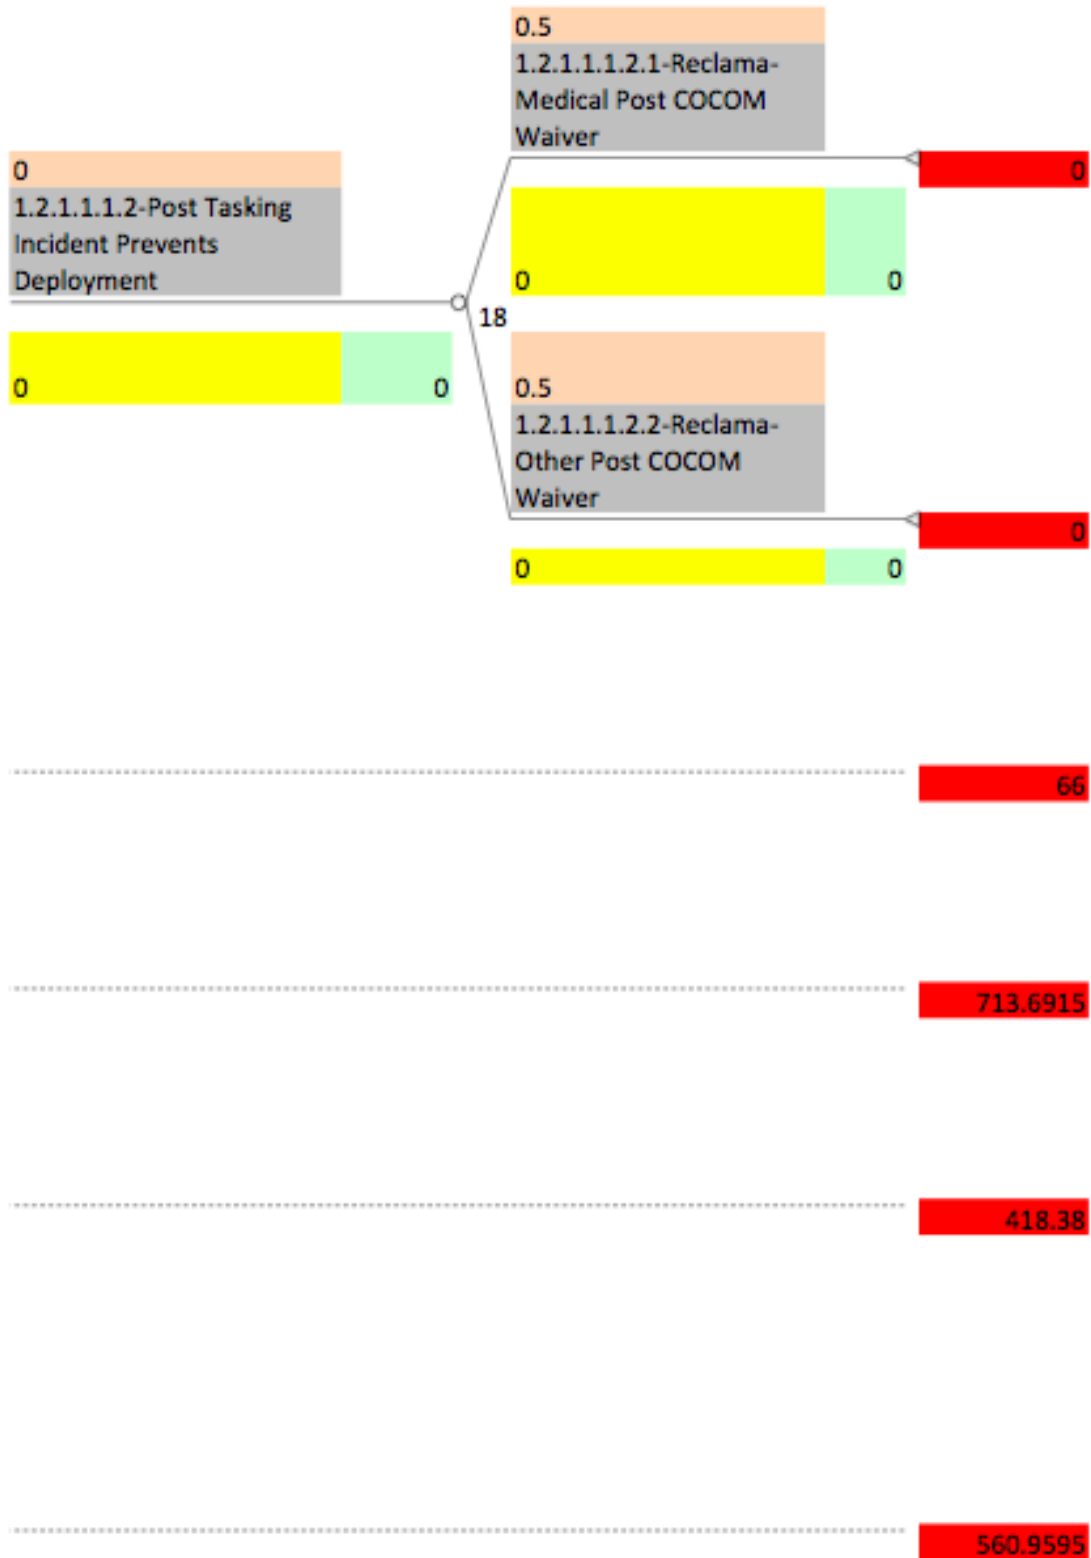 0.5
1.2.1.1.1.2.1-Reclama-
Medical Post COCOM
Waiver
0
0
1.2.1.1.1.2-Post Tasking
Incident Prevents
Deployment
0 0
18
0 0
0.5
1.2.1.1.1.2.2-Reclama-
Other Post COCOM
Waiver
0
0 0
66
713.6915
418.38
560.9595